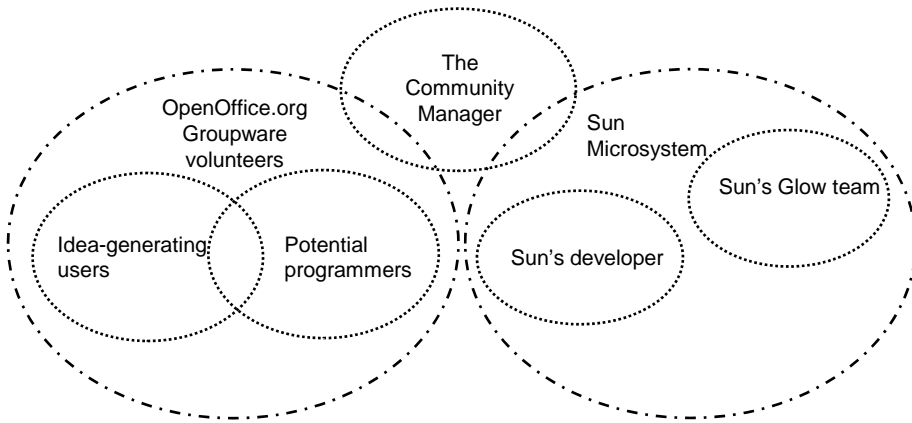 The
Community
Manager
OpenOffice.org
Groupware
volunteers
Sun
Microsystem
Sun's Glow team
Idea-generating
users
Potential
programmers
Sun's developer